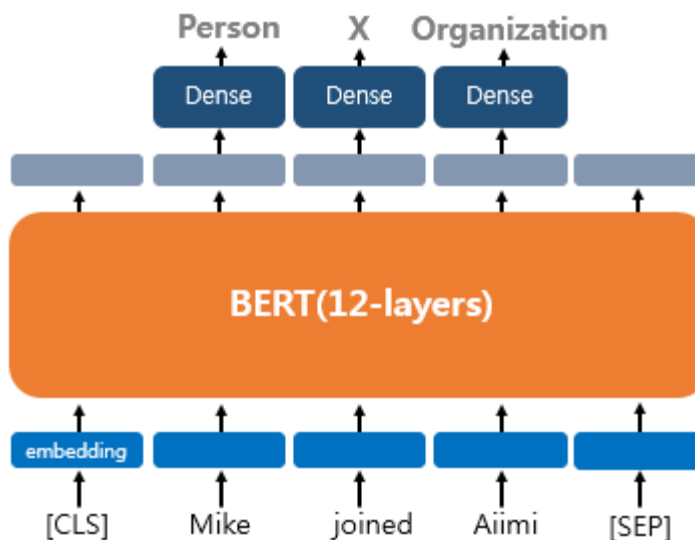 Person X Organization
Dense Dense Dense
BERT(12-layers)
embedding
[CLS] Mike joined Aiimi [SEP]